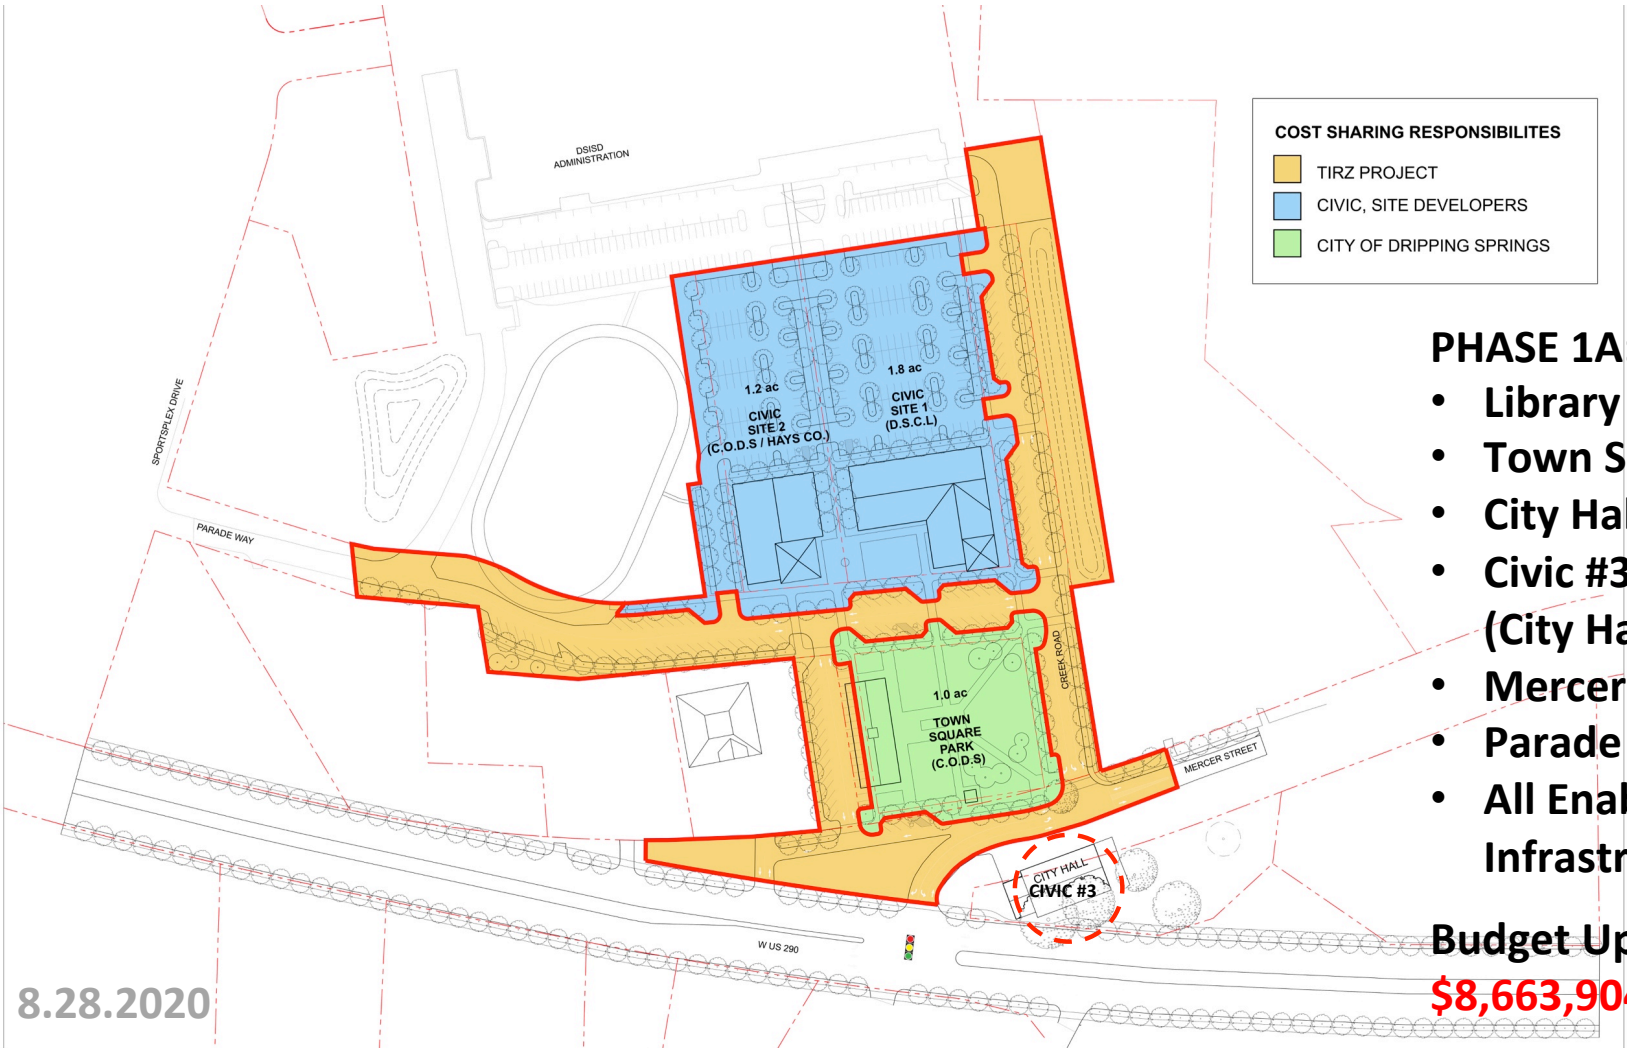 DSISD
ADMINISTRATION
COST SHARING RESPONSIBILITES
TIRZ PROJECT
CIVIC, SITE DEVELOPERS
CITY OF DRIPPING SPRINGS
1.2 ac
CIVIC
SITE 2
(C.O.D.S / HAYS CO.)
1.8 ac
CIVIC
SITE 1
(D.S.C.L)
SPORTSPLEX DRIVE
PARADE WAY
CREEK ROAD
1.0 ac
TOWN
SQUARE
PARK
(C.O.D.S)
MERCER STREET
CITY HALL
CIVIC #3
W US 290
PHASE 1A
• Library
• Town S
• City Hal
• Civic #3
(City Ha
• Mercer
• Parade
• All Enab
Infrastr
Budget Up
$8,663,904
8.28.2020